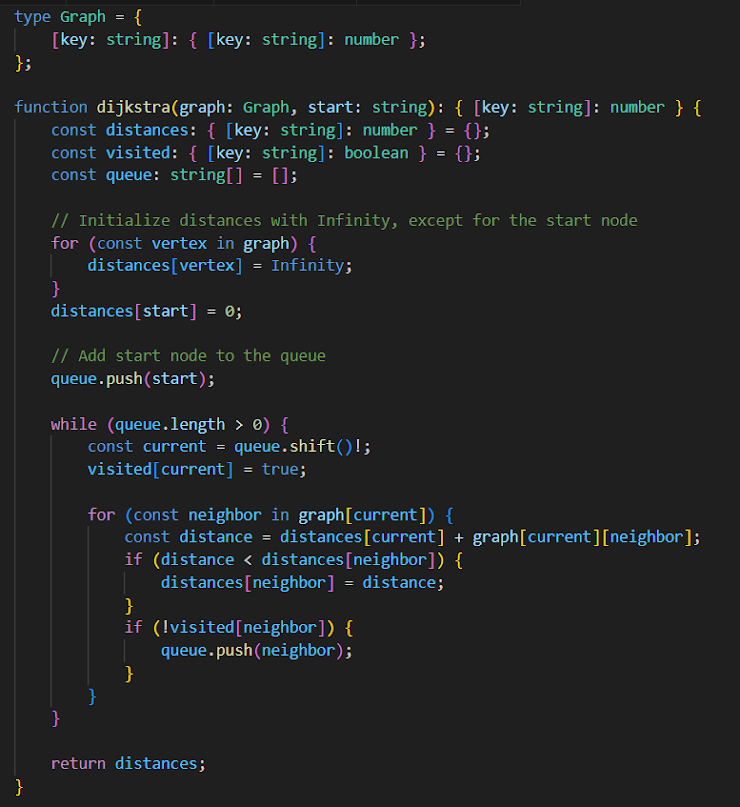 type Graph = {
    [key: string]: { [key: string]: number };
};

function dijkstra(graph: Graph, start: string): { [key: string]: number } {
    const distances: { [key: string]: number } = {};
    const visited: { [key: string]: boolean } = {};
    const queue: string[] = [];

    // Initialize distances with Infinity, except for the start node
    for (const vertex in graph) {
        distances[vertex] = Infinity;
    }
    distances[start] = 0;

    // Add start node to the queue
    queue.push(start);

    while (queue.length > 0) {
        const current = queue.shift()!;
        visited[current] = true;

        for (const neighbor in graph[current]) {
            const distance = distances[current] + graph[current][neighbor];
            if (distance < distances[neighbor]) {
                distances[neighbor] = distance;
            }
            if (!visited[neighbor]) {
                queue.push(neighbor);
            }
        }
    }

    return distances;
}